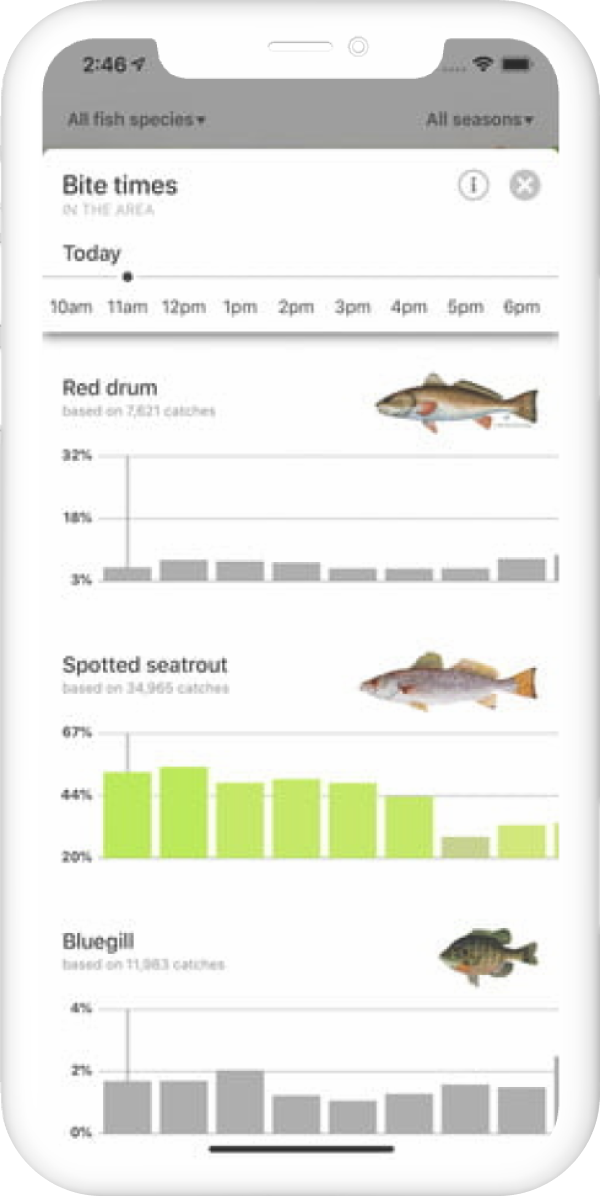 2:46
All fish species▾ All seasons▾
Bite times
IN THE AREA
Today
10am 11am 12pm 1pm 2pm 3pm 4pm 5pm 6pm
Red drum
based on 7,621 catches
32%
18%
3%
Spotted seatrout
based on 34,965 catches
67%
44%
20%
Bluegill
based on 11,983 catches
4%
2%
0%